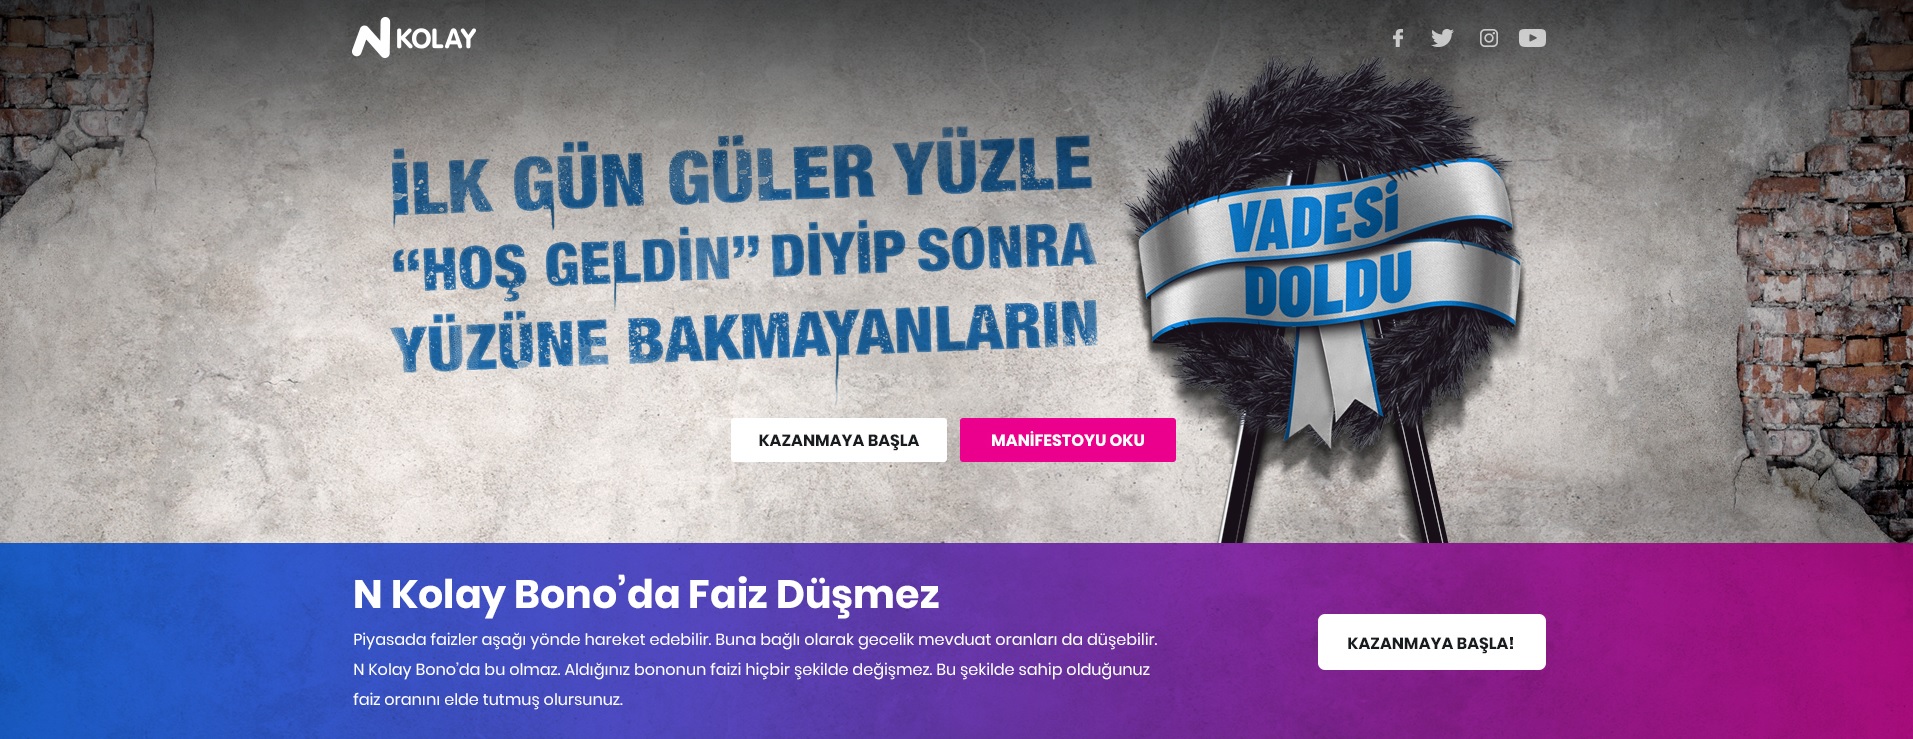 N KOLAY
İLK GÜN GÜLER YÜZLE
“HOŞ GELDİN” DİYİP SONRA
YÜZÜNE BAKMAYANLARIN
VADESİ
DOLDU
KAZANMAYA BAŞLA
MANİFESTOYU OKU
N Kolay Bono’da Faiz Düşmez
Piyasada faizler aşağı yönde hareket edebilir. Buna bağlı olarak gecelik mevduat oranları da düşebilir.
N Kolay Bono’da bu olmaz. Aldığınız bononun faizi hiçbir şekilde değişmez. Bu şekilde sahip olduğunuz
faiz oranını elde tutmuş olursunuz.
KAZANMAYA BAŞLA!